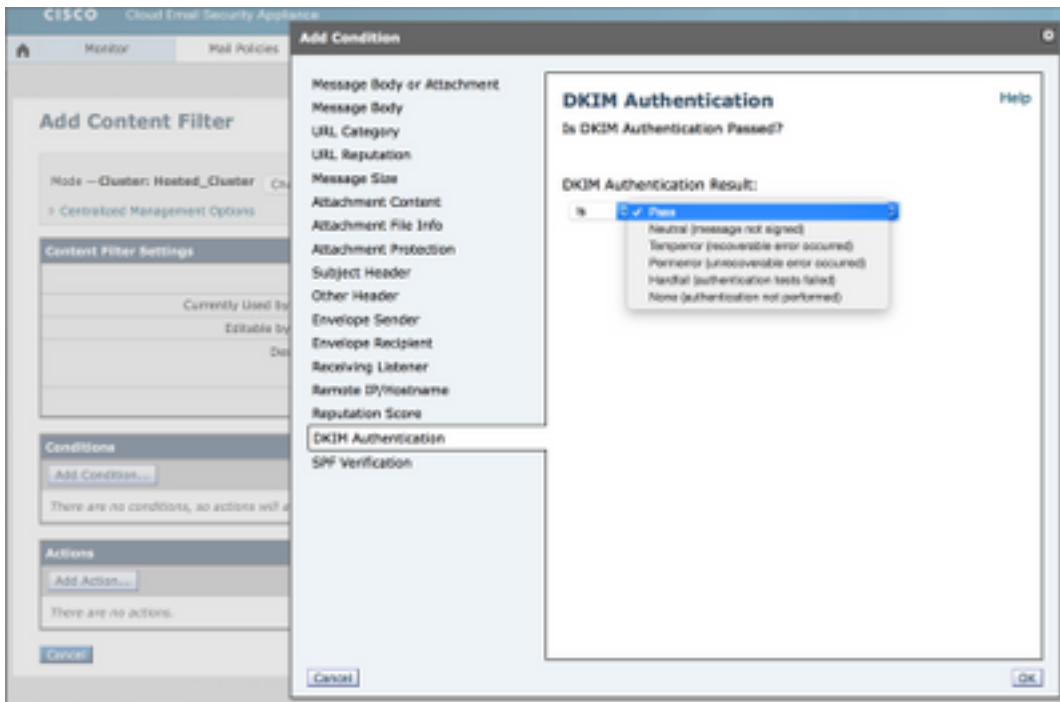 CISCO Cloud Email Security Appliance
Monitor Mail Policies
Add Content Filter
Mode —Cluster: Hosted_Cluster
Centralized Management Options
Content Filter Settings
Currently Used by
Editable by
Conditions
Add Condition...
There are no conditions, so actions will
Actions
Add Action...
There are no actions.
Cancel
Add Condition
Message Body or Attachment
Message Body
URL Category
URL Reputation
Message Size
Attachment Content
Attachment File Info
Attachment Protection
Subject Header
Other Header
Envelope Sender
Envelope Recipient
Receiving Listener
Remote IP/Hostname
Reputation Score
DKIM Authentication
SPF Verification
DKIM Authentication
Help
Is DKIM Authentication Passed?
DKIM Authentication Result:
Is
✓ Pass
Neutral (message not signed)
Temperror (recoverable error occurred)
Permerror (unrecoverable error occurred)
Hardfail (authentication tests failed)
None (authentication not performed)
Cancel
OK